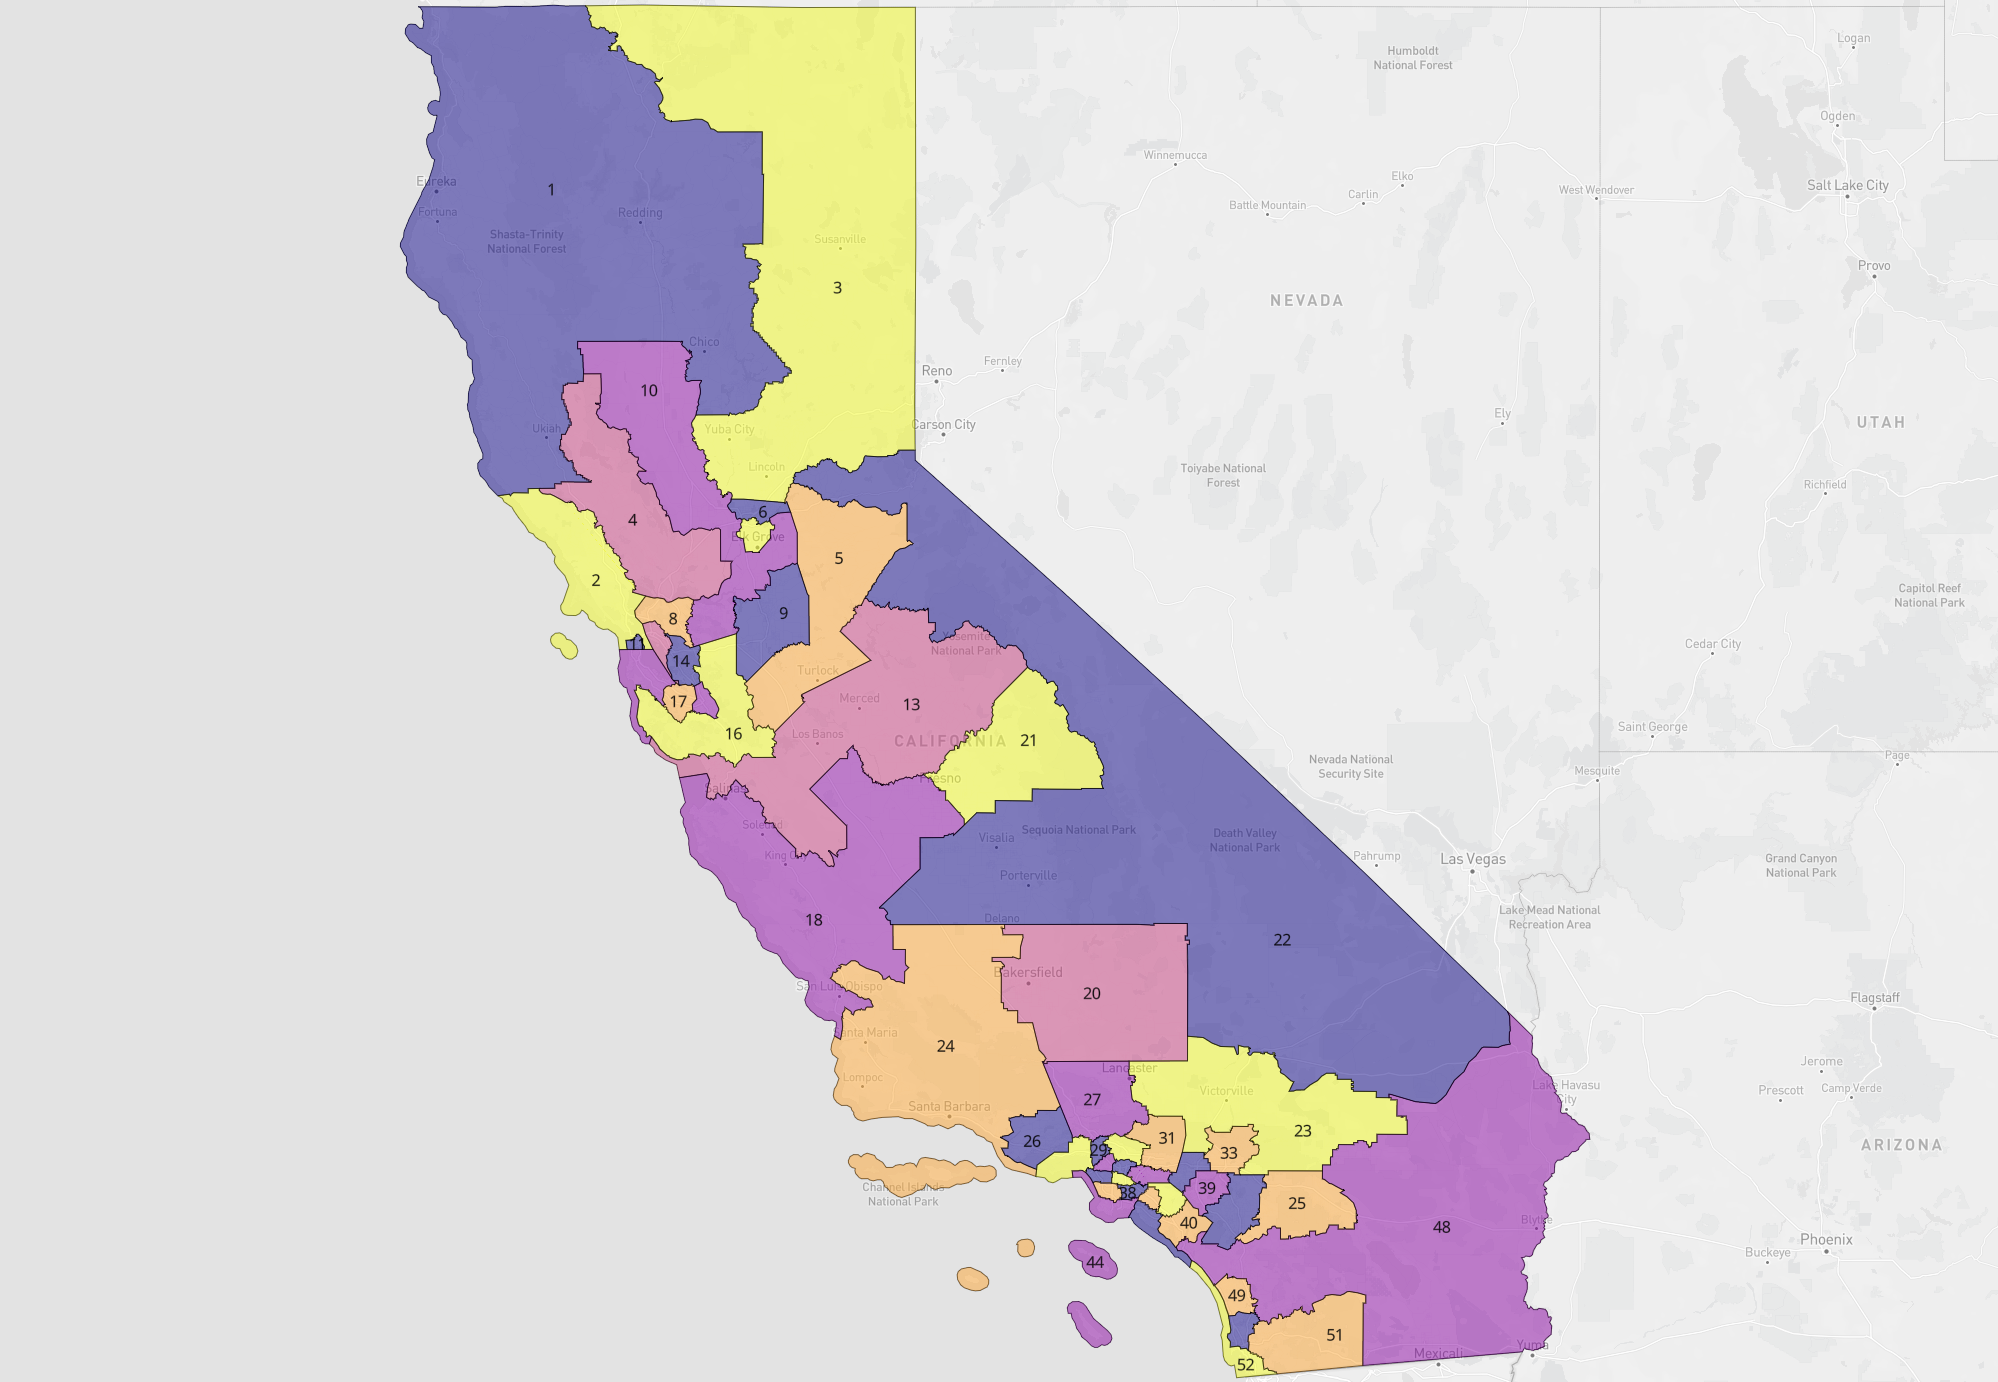 Logan
Humboldt
National Forest
Ogden
Winnemucca
Elko
Carlin
West Wendover
Salt Lake City
Battle Mountain
Eureka
1
Fortuna
Redding
Shasta-Trinity
National Forest
Susanville
3
Provo
NEVADA
Chico
Reno
Fernley
10
Ukiah
Yuba City
Carson City
Ely
UTAH
Lincoln
Toiyabe National
Forest
Richfield
4
6
Elk Grove
5
2
Capitol Reef
National Park
8
9
11
14
Yosemite
National Park
Cedar City
Turlock
17
Merced
13
16
Los Banos
CALIFORNIA
21
Saint George
Page
Nevada National
Security Site
Mesquite
Fresno
Salinas
Soledad
King City
Visalia
Sequoia National Park
Death Valley
National Park
Pahrump
Las Vegas
Grand Canyon
National Park
Porterville
18
Delano
22
Lake Mead National
Recreation Area
Bakersfield
20
San Luis Obispo
Flagstaff
Santa Maria
24
Lancaster
Jerome
Lompoc
27
Victorville
Lake Havasu
City
Prescott
Camp Verde
Santa Barbara
26
29
31
33
23
ARIZONA
Channel Islands
National Park
38
39
25
40
48
Blythe
Phoenix
Buckeye
44
49
51
52
Mexicali
Yuma